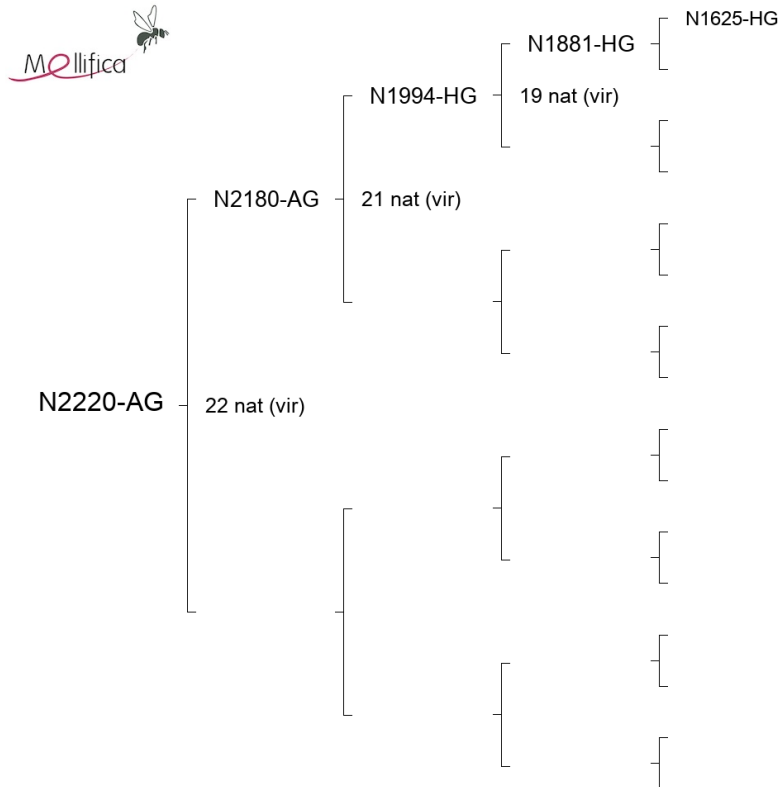 Mellifica
N1625-HG
N1881-HG
N1994-HG
19 nat (vir)
N2180-AG
21 nat (vir)
N2220-AG
22 nat (vir)